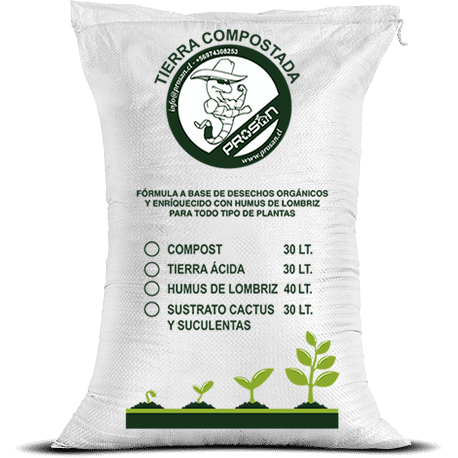 TIERRA COMPOSTADA
info@prosan.cl - +56974308253
PROSAN
www.prosan.cl
FÓRMULA A BASE DE DESECHOS ORGÁNICOS
Y ENRÍQUECIDO CON HUMUS DE LOMBRIZ
PARA TODO TIPO DE PLANTAS
COMPOST 30 LT.
TIERRA ÁCIDA 30 LT.
HUMUS DE LOMBRIZ 40 LT.
SUSTRATO CACTUS 30 LT.
Y SUCULENTAS